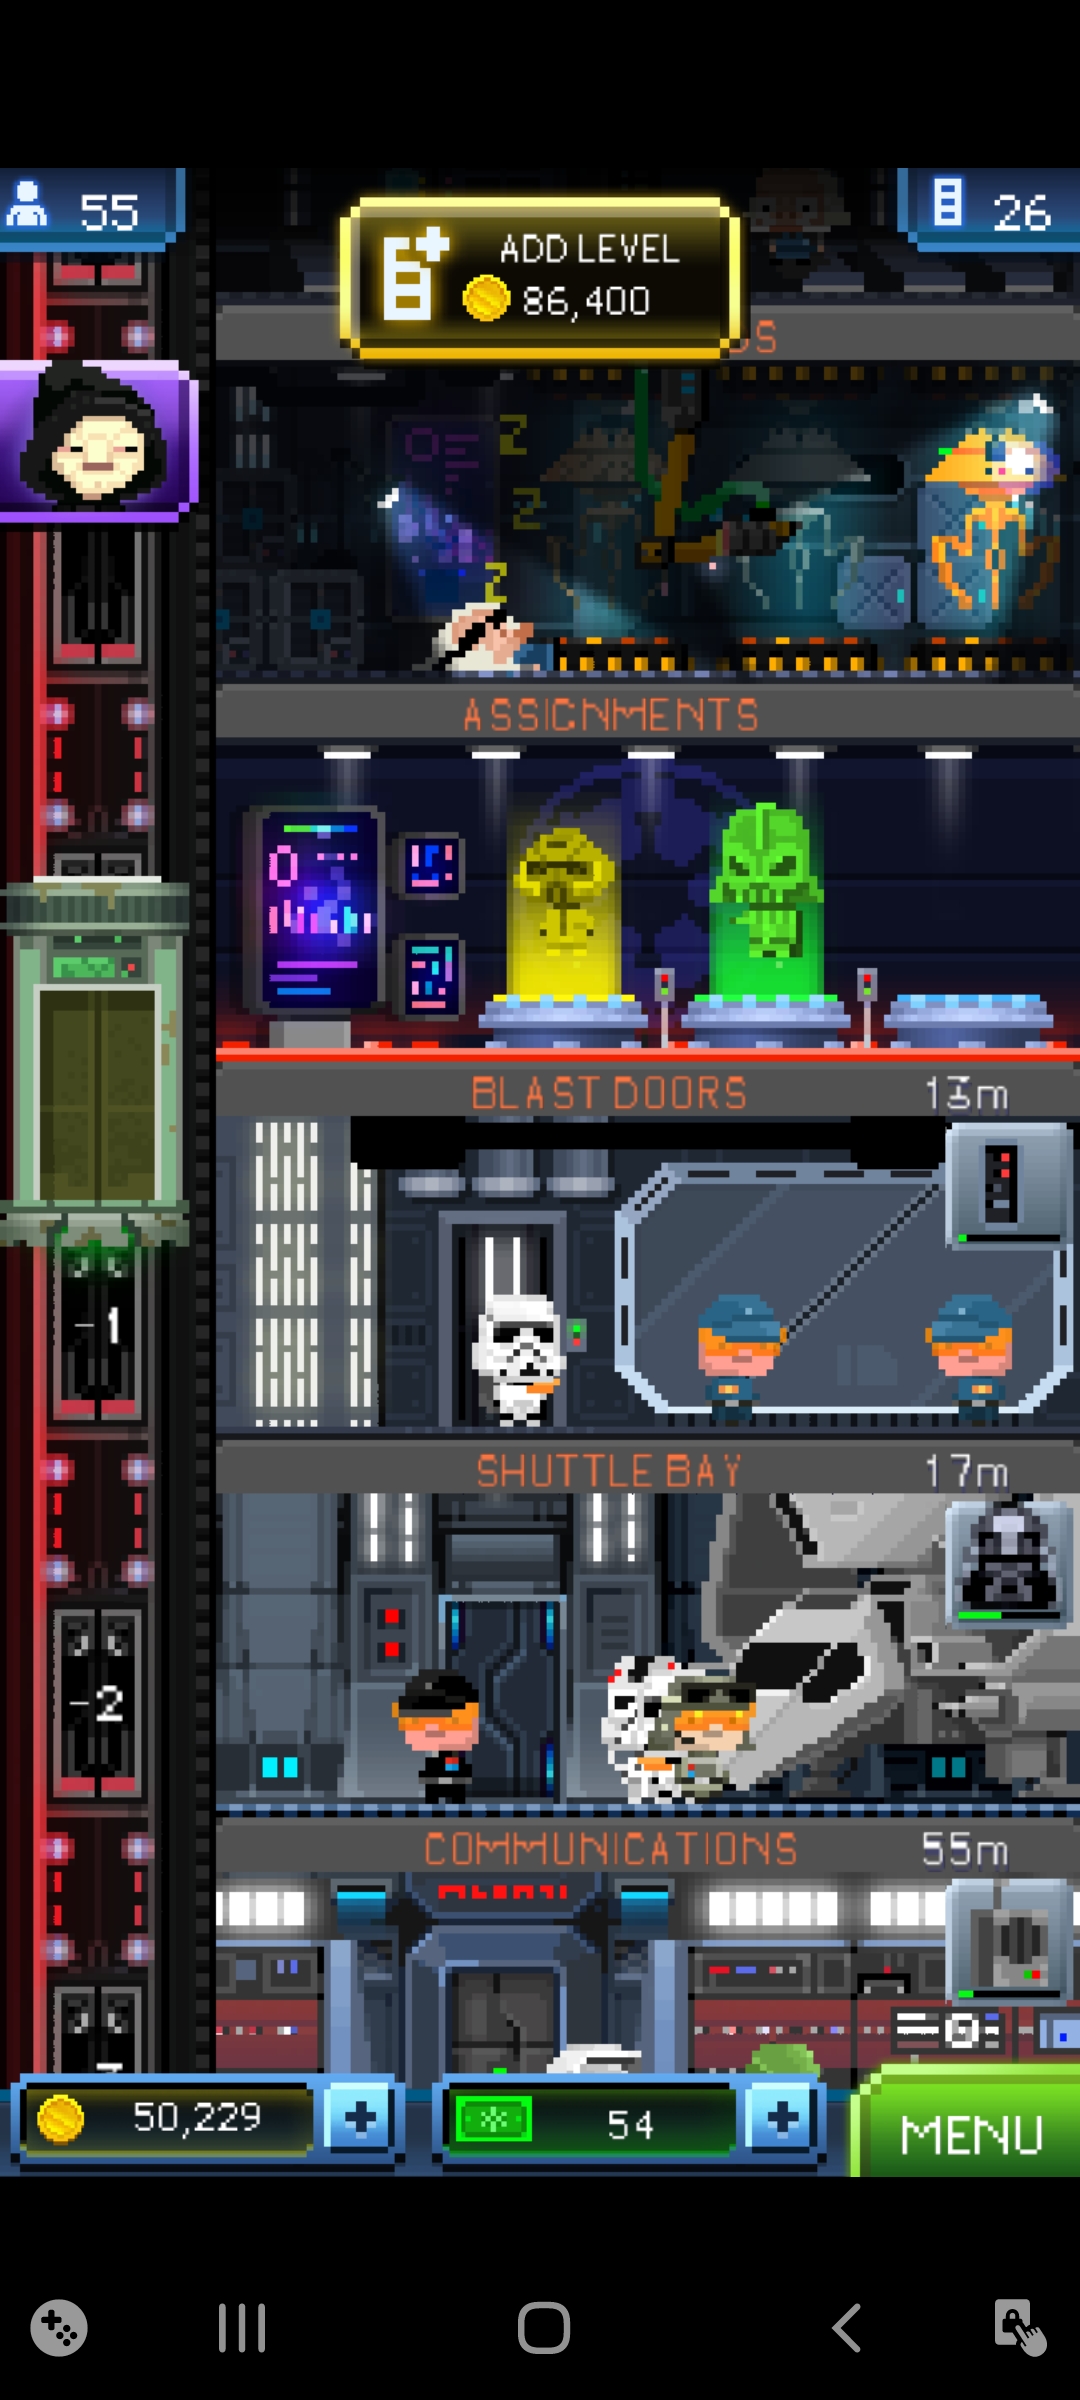 55
ADD LEVEL
86,400
26
Z
Z
Z
ASSIGNMENTS
BLAST DOORS 13m
-1
SHUTTLE BAY 17m
-2
COMMUNICATIONS 55m
50,229
54
MENU